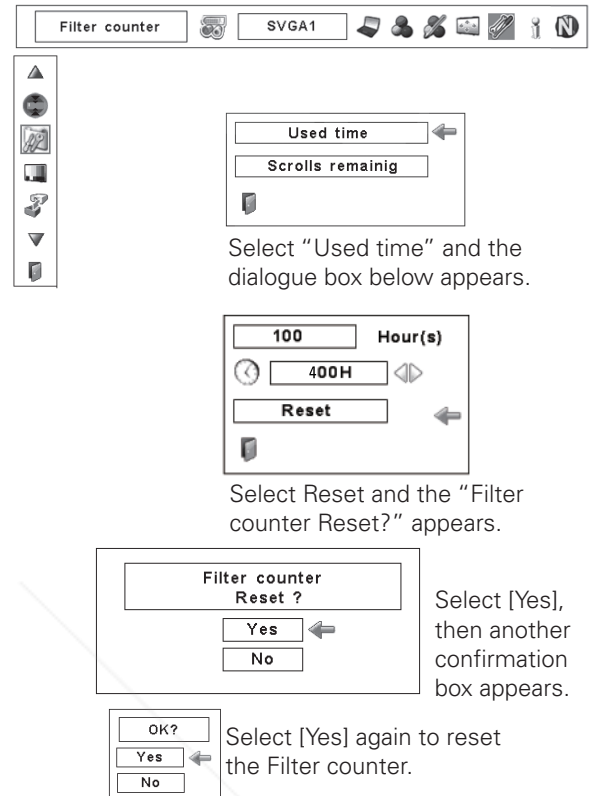 Filter counter SVGA1 i N
Used time
Scrolls remainig
Select “Used time” and the
dialogue box below appears.
100 Hour(s)
400H
Reset
Select Reset and the “Filter
counter Reset?” appears.
Filter counter
Reset ?
Yes
No
Select [Yes],
then another
confirmation
box appears.
OK?
Yes
No
Select [Yes] again to reset
the Filter counter.